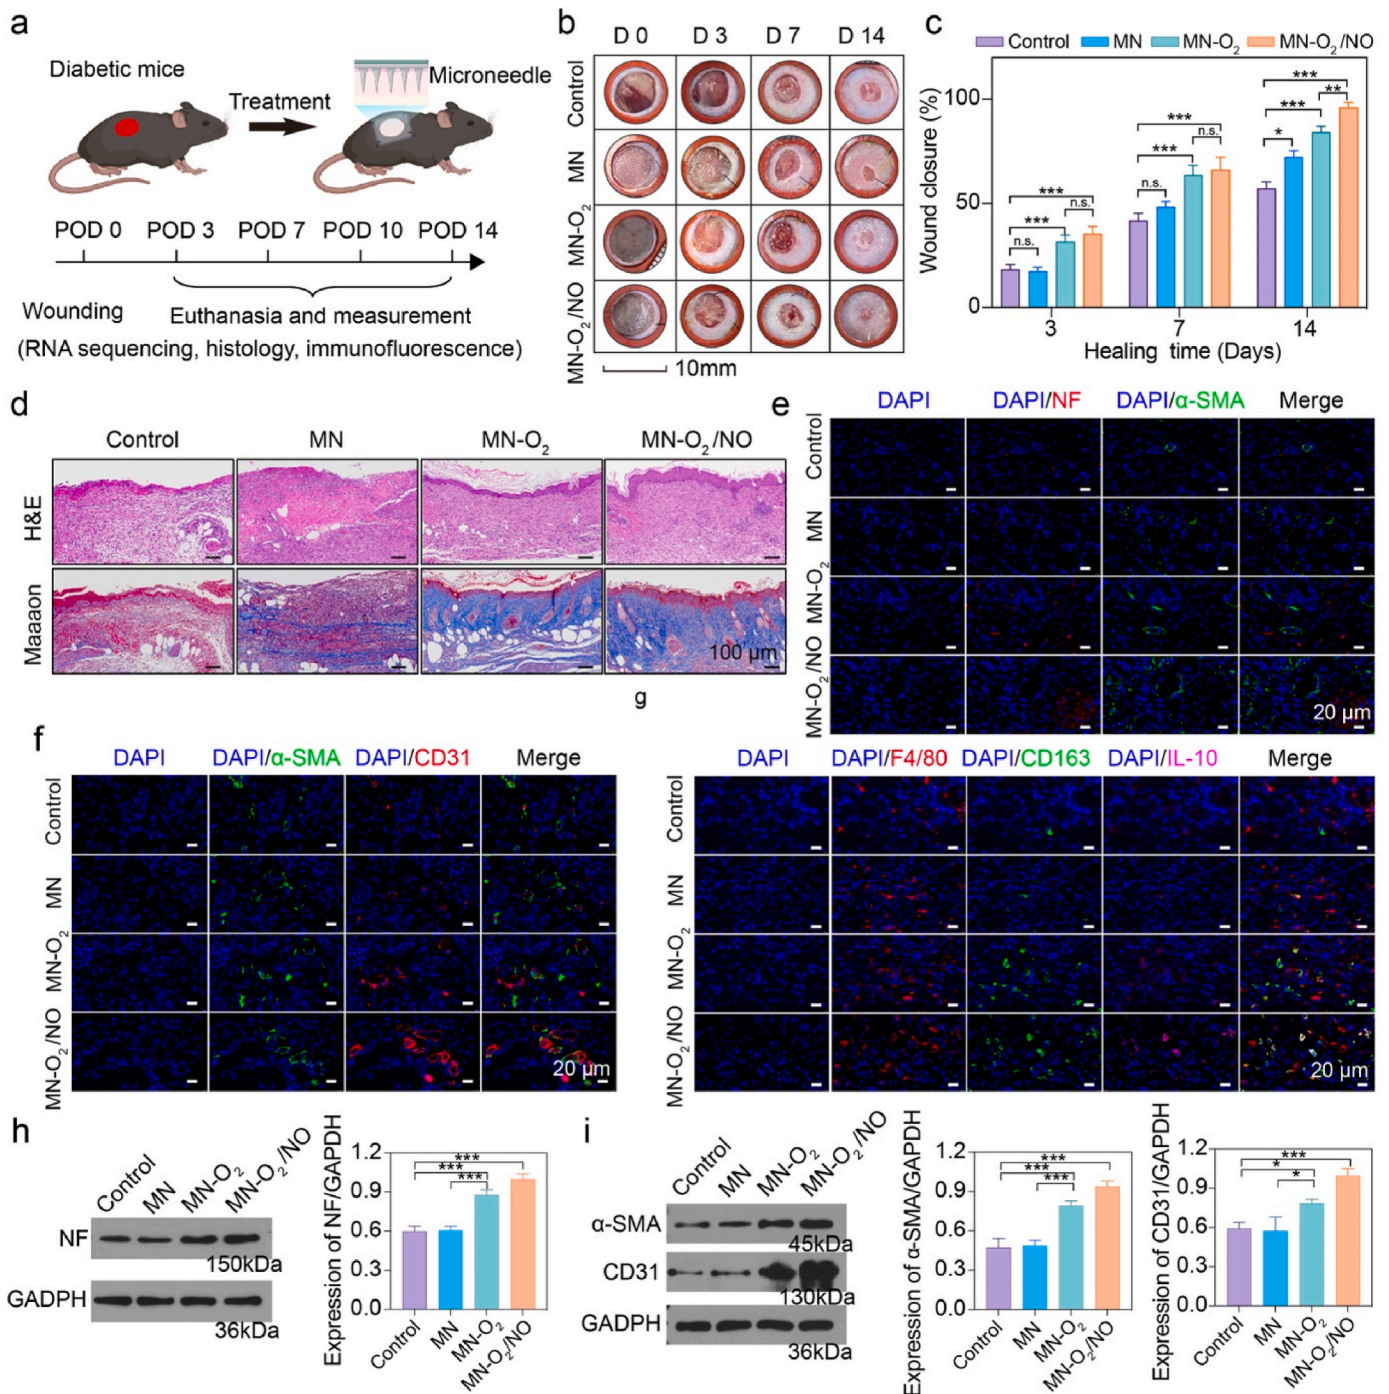 a
Diabetic mice
Treatment
Microneedle
POD 0 POD 3 POD 7 POD 10 POD 14
Wounding
Euthanasia and measurement
(RNA sequencing, histology, immunofluorescence)
b
D 0 D 3 D 7 D 14
Control
MN
MN-O₂
MN-O₂/NO
10mm
c
Control MN MN-O₂ MN-O₂/NO
Wound closure (%)
100
50
0
n.s. *** *** n.s.
n.s. *** *** n.s.
* *** *** **
3 7 14
Healing time (Days)
d
Control MN MN-O₂ MN-O₂/NO
H&E
Maaaon
100 μm
e
DAPI DAPI/NF DAPI/α-SMA Merge
Control
MN
MN-O₂
MN-O₂/NO
20 μm
f
DAPI DAPI/α-SMA DAPI/CD31 Merge
Control
MN
MN-O₂
MN-O₂/NO
20 μm
g
DAPI DAPI/F4/80 DAPI/CD163 DAPI/IL-10 Merge
Control
MN
MN-O₂
MN-O₂/NO
20 μm
h
Control MN MN-O₂ MN-O₂/NO
NF
150kDa
GADPH
36kDa
Expression of NF/GAPDH
1.2
0.9
0.6
0.3
0.0
***
***
***
Control MN MN-O₂ MN-O₂/NO
i
Control MN MN-O₂ MN-O₂/NO
α-SMA
45kDa
CD31
130kDa
GADPH
36kDa
Expression of α-SMA/GAPDH
1.2
0.9
0.6
0.3
0.0
***
***
***
Control MN MN-O₂ MN-O₂/NO
Expression of CD31/GAPDH
1.2
0.9
0.6
0.3
0.0
***
*
*
Control MN MN-O₂ MN-O₂/NO